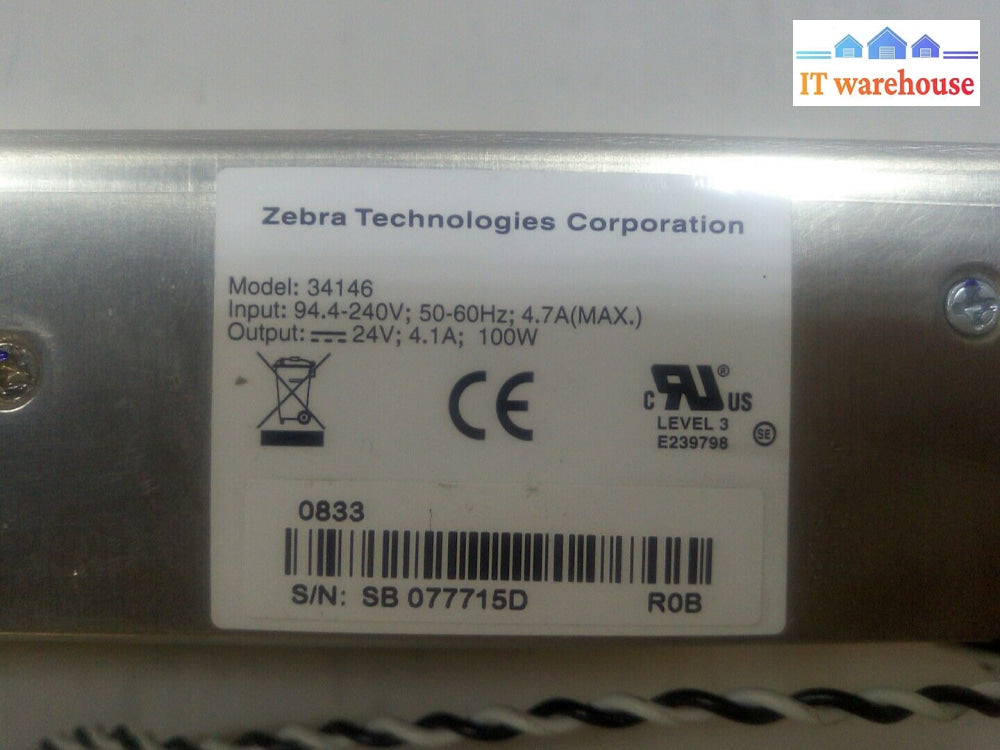 IT warehouse
Zebra Technologies Corporation
Model: 34146
Input: 94.4-240V; 50-60Hz; 4.7A(MAX.)
Output: ⎓ 24V; 4.1A; 100W
CE
c RU ® US
LEVEL 3
E239798
SE
0833
S/N: SB 077715D R0B